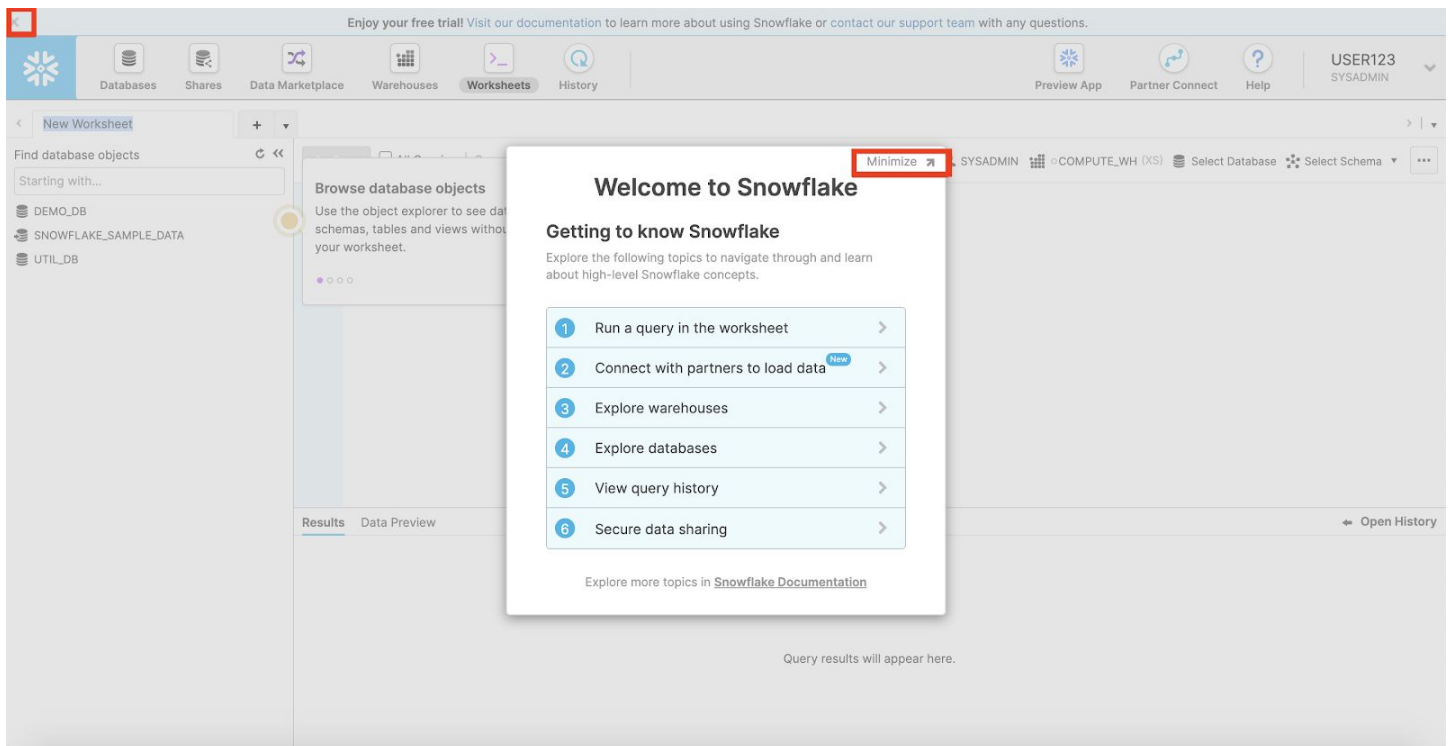 Enjoy your free trial! Visit our documentation to learn more about using Snowflake or contact our support team with any questions.
Databases
Shares
Data Marketplace
Warehouses
Worksheets
History
Preview App
Partner Connect
Help
USER123
SYSADMIN
New Worksheet
Find database objects
Starting with...
DEMO_DB
SNOWFLAKE_SAMPLE_DATA
UTIL_DB
SYSADMIN
COMPUTE_WH (XS)
Select Database
Select Schema
Browse database objects
Use the object explorer to see
schemas, tables and views
your worksheet.
Minimize
Welcome to Snowflake
Getting to know Snowflake
Explore the following topics to navigate through and learn
about high-level Snowflake concepts.
1 Run a query in the worksheet
2 Connect with partners to load data New
3 Explore warehouses
4 Explore databases
5 View query history
6 Secure data sharing
Explore more topics in Snowflake Documentation
Results
Data Preview
Open History
Query results will appear here.